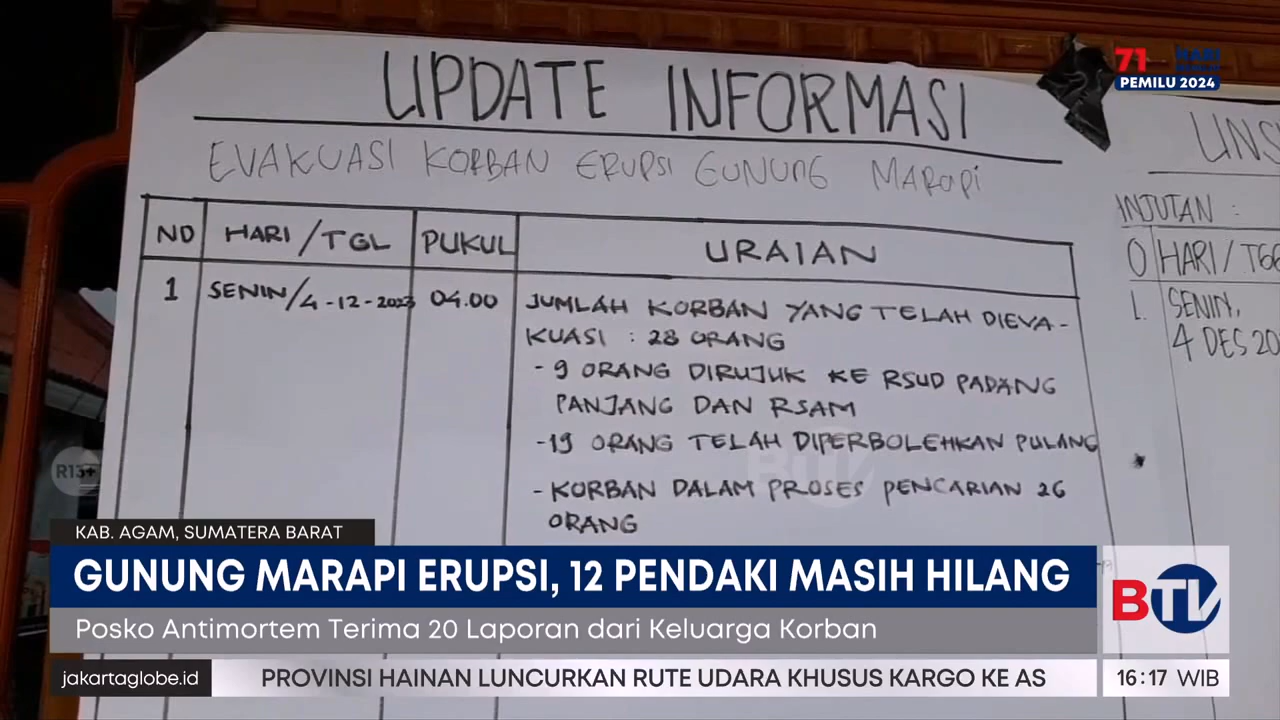 71 HARI
PEMILU 2024
UPDATE INFORMASI
EVAKUASI KORBAN ERUPSI GUNUNG MARAPI
NO HARI/TGL PUKUL URAIAN
1 SENIN/4-12-2023 04.00 JUMLAH KORBAN YANG TELAH DIEVA-
KUASI : 28 ORANG
- 9 ORANG DIRUJUK KE RSUD PADANG
PANJANG DAN RSAM
-19 ORANG TELAH DIPERBOLEHKAN PULANG
- KORBAN DALAM PROSES PENCARIAN 26
ORANG
UNS
INJUTAN :
O HARI/TGG
1. SENIN,
4 DES 20
R13+
BTV
KAB. AGAM, SUMATERA BARAT
GUNUNG MARAPI ERUPSI, 12 PENDAKI MASIH HILANG
Posko Antimortem Terima 20 Laporan dari Keluarga Korban
BTV
jakartaglobe.id PROVINSI HAINAN LUNCURKAN RUTE UDARA KHUSUS KARGO KE AS 16:17 WIB